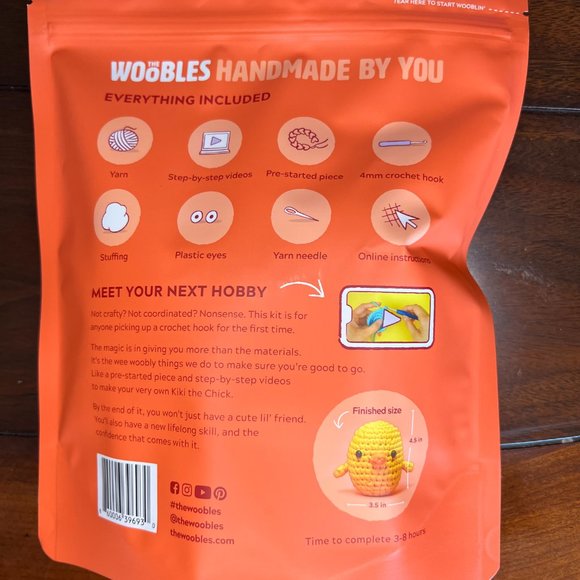 TEAR HERE TO START WOOBLIN'
THE
WOOBLES HANDMADE BY YOU
EVERYTHING INCLUDED
Yarn
Step-by-step videos
Pre-started piece
4mm crochet hook
Stuffing
Plastic eyes
Yarn needle
Online instructions
MEET YOUR NEXT HOBBY
Not crafty? Not coordinated? Nonsense. This kit is for
anyone picking up a crochet hook for the first time.
The magic is in giving you more than the materials.
It's the wee woobly things we do to make sure you're good to go.
Like a pre-started piece and step-by-step videos
to make your very own Kiki the Chick.
By the end of it, you won't just have a cute lil' friend.
You'll also have a new lifelong skill, and the
confidence that comes with it.
Finished size
4.5 in
3.5 in
Time to complete 3-8 hours
#thewoobles
@thewoobles
thewoobles.com
50006 39693 0